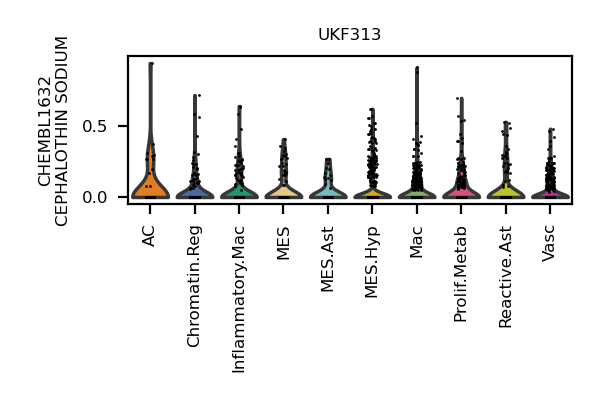 UKF313
CHEMBL1632
CEPHALOTHIN SODIUM
0.5
0.0
AC
Chromatin.Reg
Inflammatory.Mac
MES
MES.Ast
MES.Hyp
Mac
Prolif.Metab
Reactive.Ast
Vasc